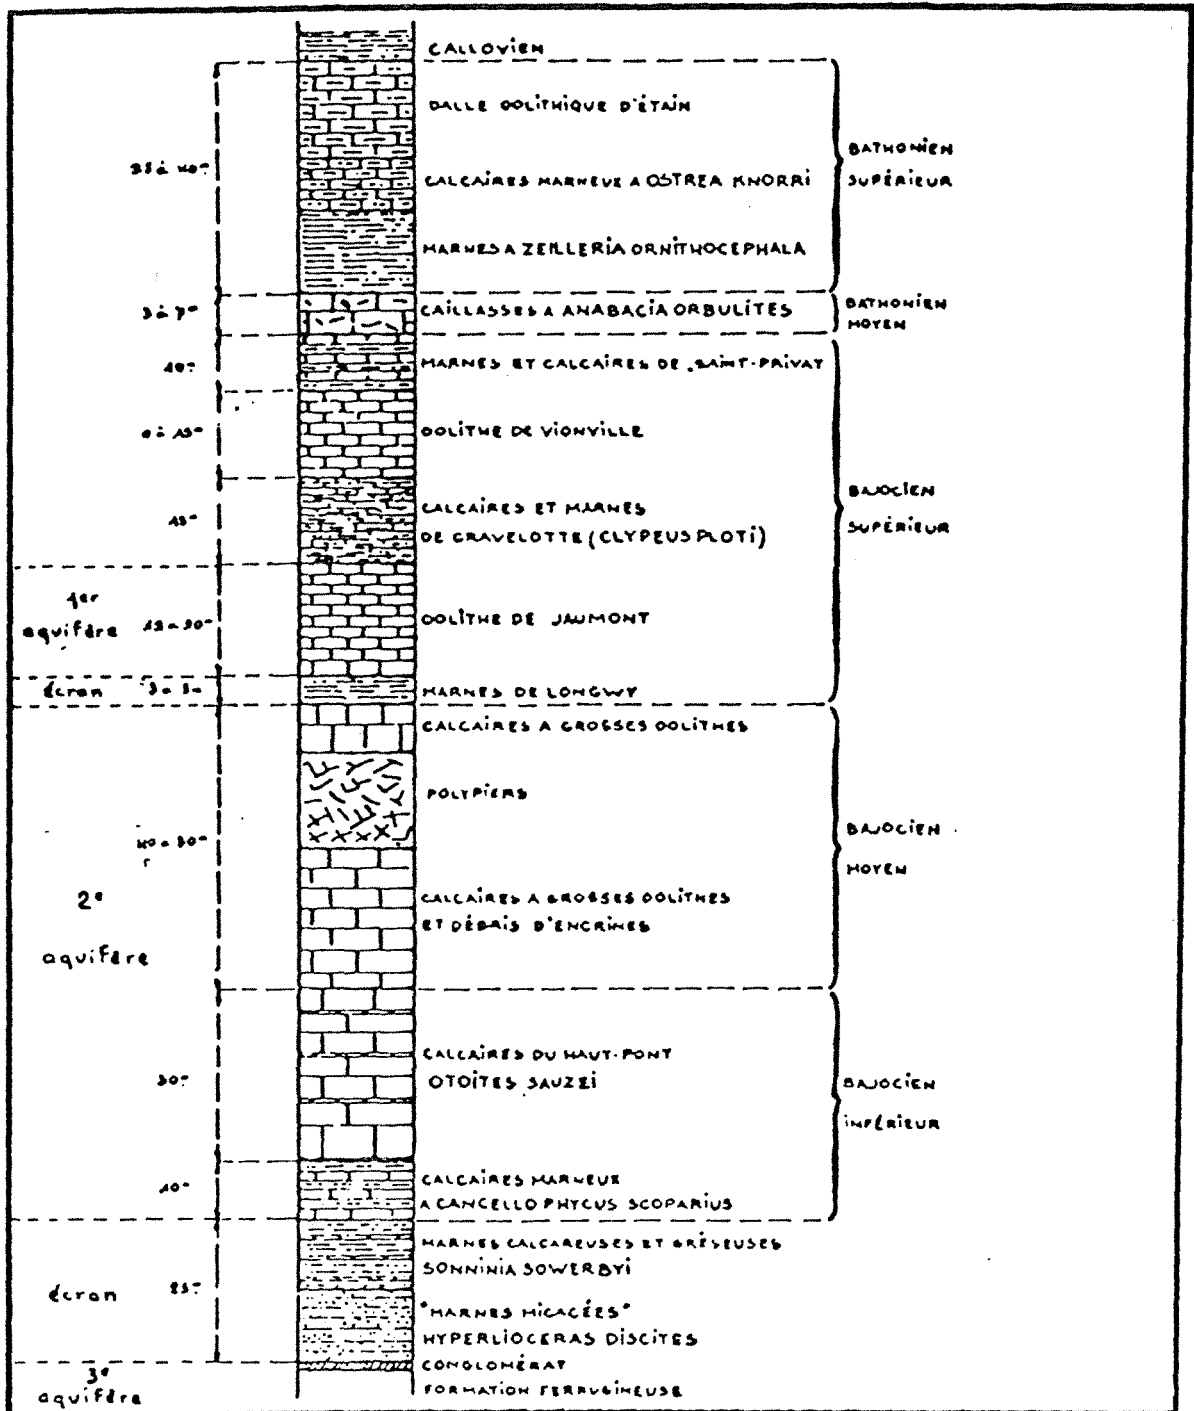 CALLOVIEN
DALLE OOLITHIQUE D'ÉTAIN
BATHONIEN
SUPÉRIEUR
CALCAIRES MARNEUX A OSTREA KNORRI
MARNES A ZEILLERIA ORNITHOCEPHALA
CAILLASSES A ANABACIA ORBULITES
BATHONIEN
MOYEN
MARNES ET CALCAIRES DE SAINT-PRIVAT
OOLITHE DE VIONVILLE
15m
CALCAIRES ET MARNES
DE GRAVELOTTE (CLYPEUS PLOTI)
BAJOCIEN
SUPÉRIEUR
1er
aquifère
OOLITHE DE JAUMONT
écran
MARNES DE LONGWY
CALCAIRES A GROSSES OOLITHES
POLYPIERS
BAJOCIEN
MOYEN
2e
aquifère
CALCAIRES A GROSSES OOLITHES
ET DÉBRIS D'ENCRINES
CALCAIRES DU HAUT-PONT
OTOITES SAUZEI
BAJOCIEN
INFÉRIEUR
10m
CALCAIRES MARNEUX
A CANCELLOPHYCUS SCOPARIUS
MARNES CALCAREUSES ET GRÉSEUSES
SONNINIA SOWERBYI
écran
25m
"MARNES MICACÉES"
HYPERLIOCERAS DISCITES
CONGLOMÉRAT
3e
aquifère
FORMATION FERRUGINEUSE